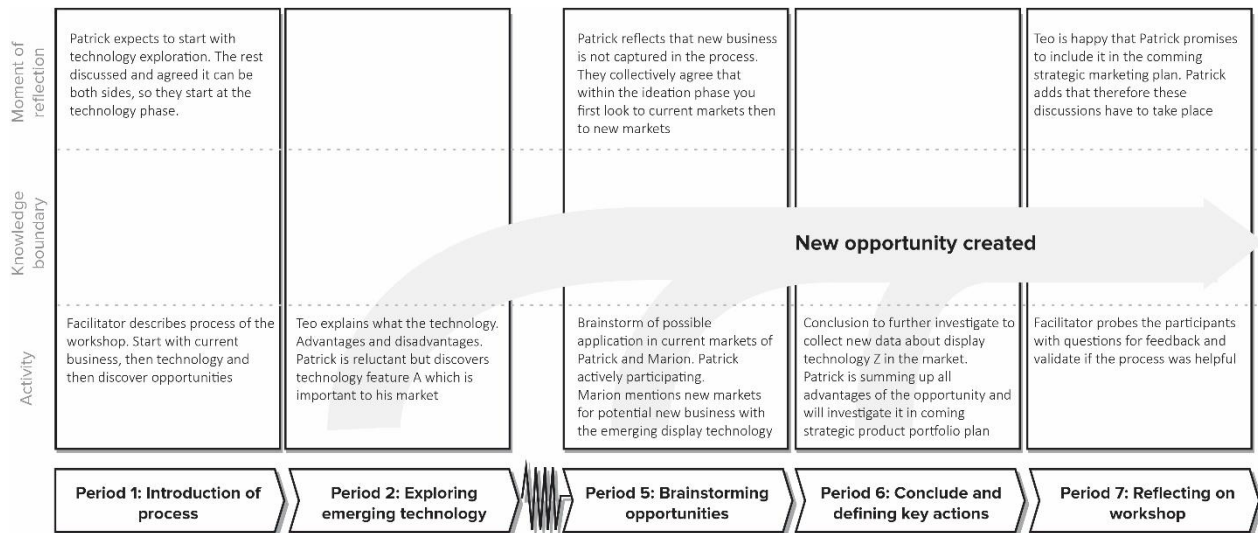 Moment of
reflection
Patrick expects to start with
technology exploration. The rest
discussed and agreed it can be
both sides, so they start at the
technology phase.
Patrick reflects that new business
is not captured in the process.
They collectively agree that
within the ideation phase you
first look to current markets then
to new markets
Teo is happy that Patrick promises
to include it in the comming
strategic marketing plan. Patrick
adds that therefore these
discussions have to take place
Knowledge
boundary
New opportunity created
Activity
Facilitator describes process of the
workshop. Start with current
business, then technology and
then discover opportunities
Teo explains what the technology.
Advantages and disadvantages.
Patrick is reluctant but discovers
technology feature A which is
important to his market
Brainstorm of possible
application in current markets of
Patrick and Marion. Patrick
actively participating.
Marion mentions new markets
for potential new business with
the emerging display technology
Conclusion to further investigate to
collect new data about display
technology Z in the market.
Patrick is summing up all
advantages of the opportunity and
will investigate it in coming
strategic product portfolio plan
Facilitator probes the participants
with questions for feedback and
validate if the process was helpful
Period 1: Introduction of
process
Period 2: Exploring
emerging technology
Period 5: Brainstorming
opportunities
Period 6: Conclude and
defining key actions
Period 7: Reflecting on
workshop